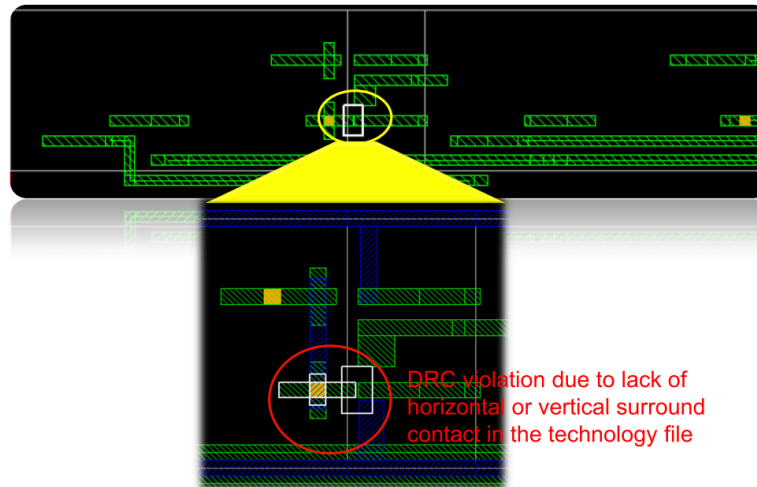 DRC violation due to lack of
horizontal or vertical surround
contact in the technology file